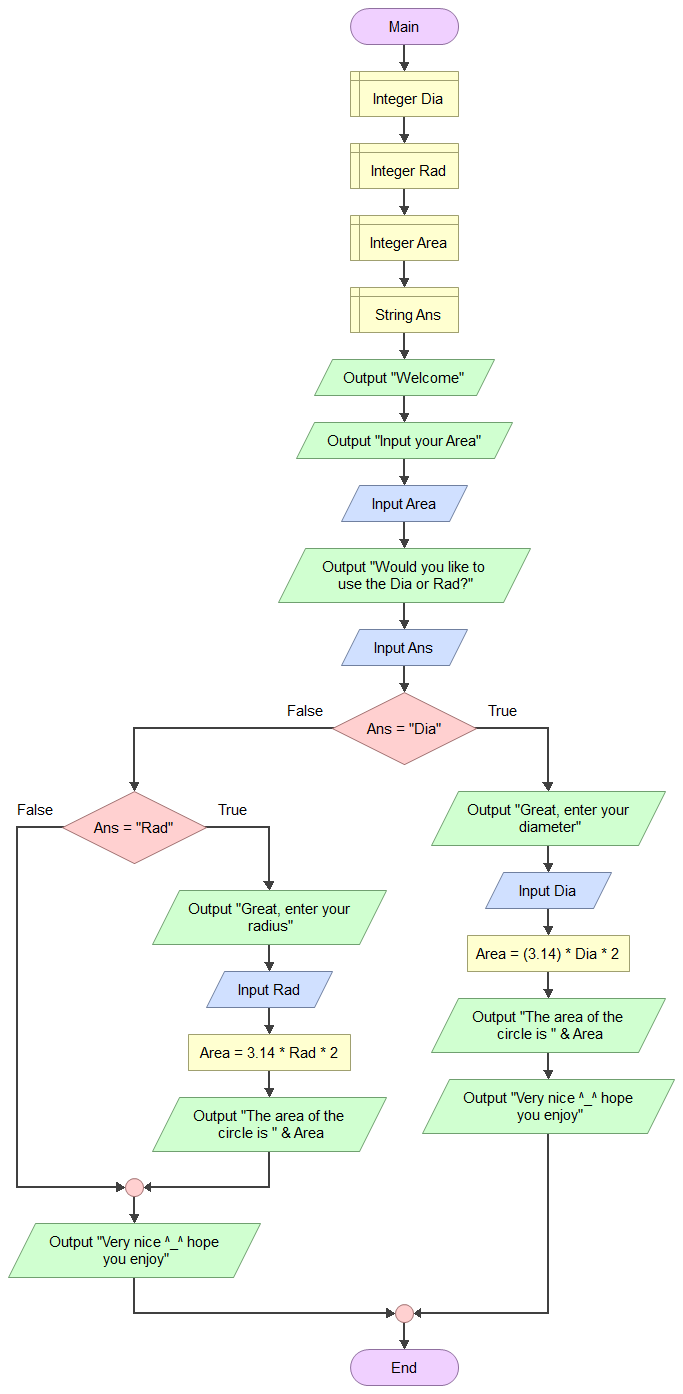 Main
Integer Dia
Integer Rad
Integer Area
String Ans
Output "Welcome"
Output "Input your Area"
Input Area
Output "Would you like to
use the Dia or Rad?"
Input Ans
False
True
Ans = "Dia"
False
True
Ans = "Rad"
Output "Great, enter your
radius"
Input Rad
Area = 3.14 * Rad * 2
Output "The area of the
circle is " & Area
Output "Very nice ^_^ hope
you enjoy"
Output "Great, enter your
diameter"
Input Dia
Area = (3.14) * Dia * 2
Output "The area of the
circle is " & Area
Output "Very nice ^_^ hope
you enjoy"
End